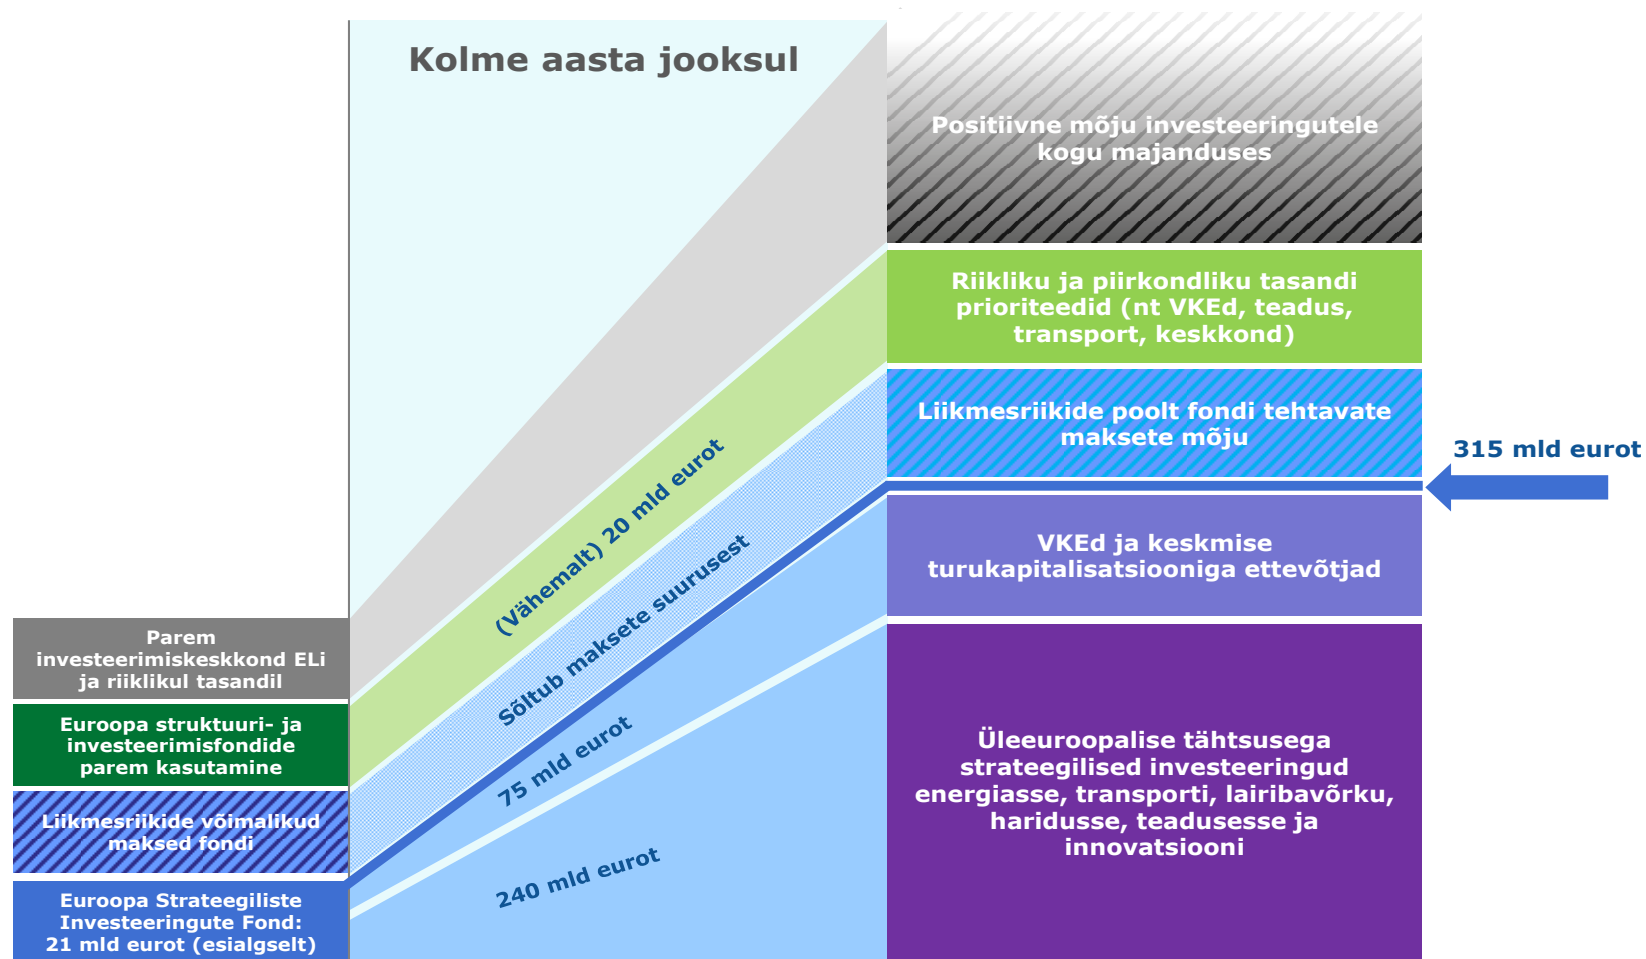 Kolme aasta jooksul
Positiivne mõju investeeringutele
kogu majanduses
Riikliku ja piirkondliku tasandi
prioriteedid (nt VKEd, teadus,
transport, keskkond)
Liikmesriikide poolt fondi tehtavate
maksete mõju
315 mld eurot
VKEd ja keskmise
turukapitalisatsiooniga ettevõtjad
Üleeuroopalise tähtsusega
strateegilised investeeringud
energiasse, transporti, lairibavõrku,
haridusse, teadusesse ja
innovatsiooni
(Vähemalt) 20 mld eurot
Sõltub maksete suurusest
75 mld eurot
240 mld eurot
Parem
investeerimiskeskkond ELi
ja riiklikul tasandil
Euroopa struktuuri- ja
investeerimisfondide
parem kasutamine
Liikmesriikide võimalikud
maksed fondi
Euroopa Strateegiliste
Investeeringute Fond:
21 mld eurot (esialgselt)